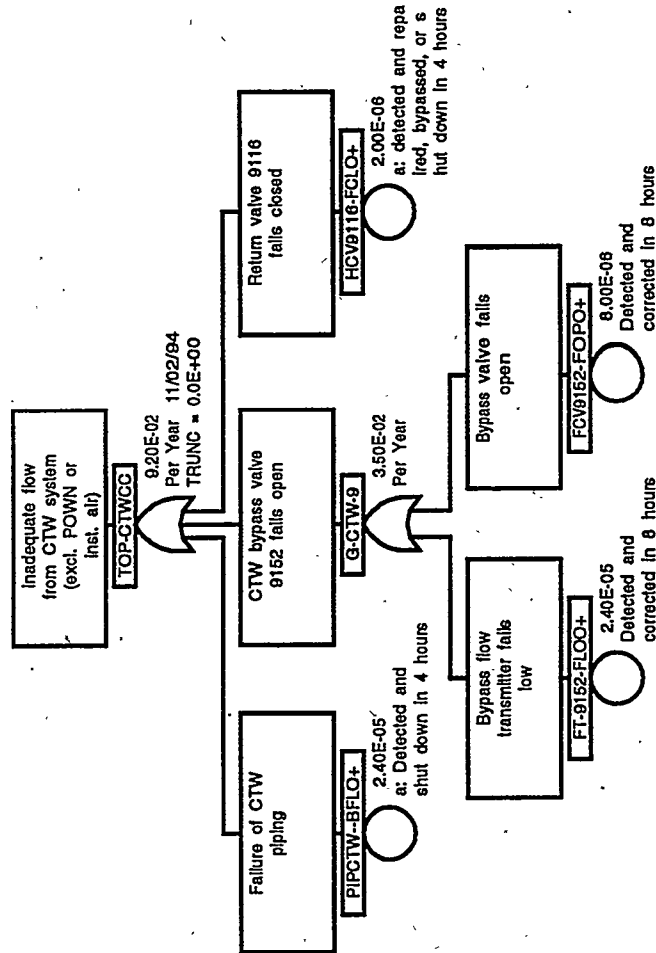 Inadequate flow
from CTW system
(excl. POWN or
Inst. air)
TOP-CTWCC
9.20E-02
Per Year 11/02/94
TRUNC = 0.0E+00
Failure of CTW
piping
PIPCTW--BFLO+
2.40E-05
a: Detected and
shut down in 4 hours
CTW bypass valve
9152 fails open
G-CTW-9
3.50E-02
Per Year
Return valve 9116
fails closed
HCV9116-FCLO+
2.00E-06
a: detected and repa
ired, bypassed, or s
hut down in 4 hours
Bypass flow
transmitter fails
low
FT-9152-FLOO+
2.40E-05
Detected and
corrected in 8 hours
Bypass valve fails
open
FCV9152-FOPO+
8.00E-06
Detected and
corrected in 8 hours